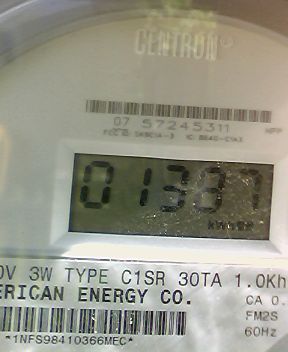 CENTRON®
07 57245311
01387
0V 3W TYPE C1SR 30TA 1.0Kh
ERICAN ENERGY CO.
CA 0.
FM2S
60Hz
*1NFS98410366MEC*